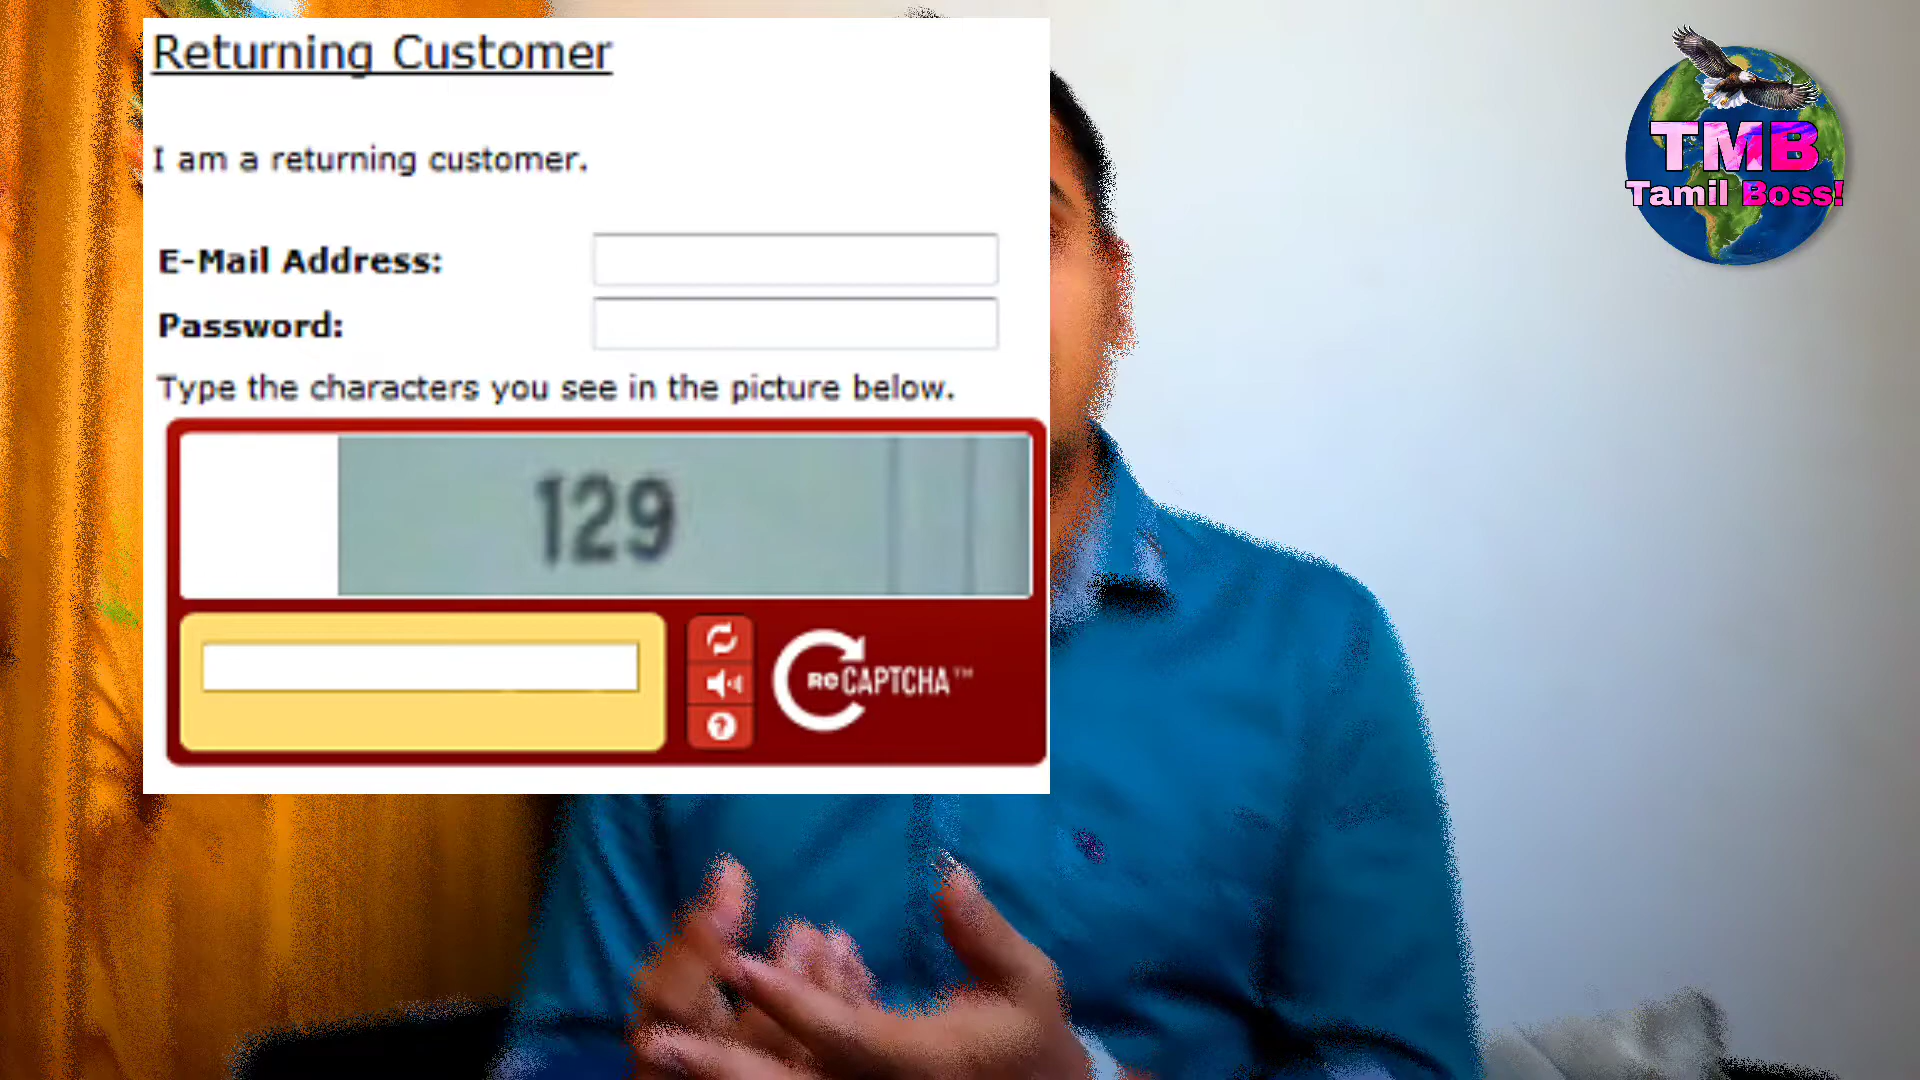 Returning Customer
I am a returning customer.
E-Mail Address:
Password:
Type the characters you see in the picture below.
129
reCAPTCHA™
TMB
Tamil Boss!